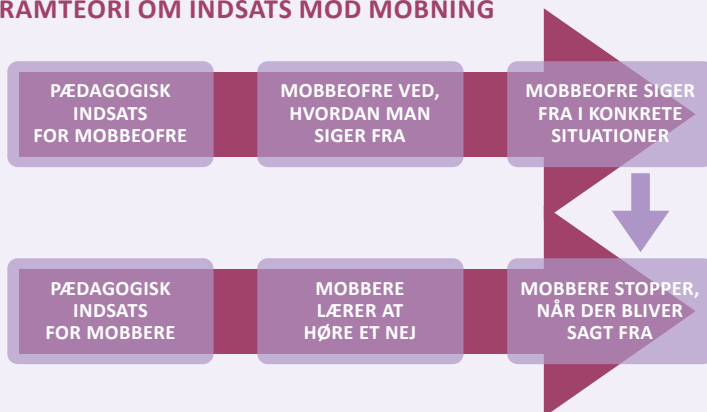 RAMTEORI OM INDSATS MOD MOBNING
PÆDAGOGISK
INDSATS
FOR MOBBEOFRE
MOBBEOFRE VED,
HVORDAN MAN
SIGER FRA
MOBBEOFRE SIGER
FRA I KONKRETE
SITUATIONER
PÆDAGOGISK
INDSATS
FOR MOBBERE
MOBBERE
LÆRER AT
HØRE ET NEJ
MOBBERE STOPPER,
NÅR DER BLIVER
SAGT FRA